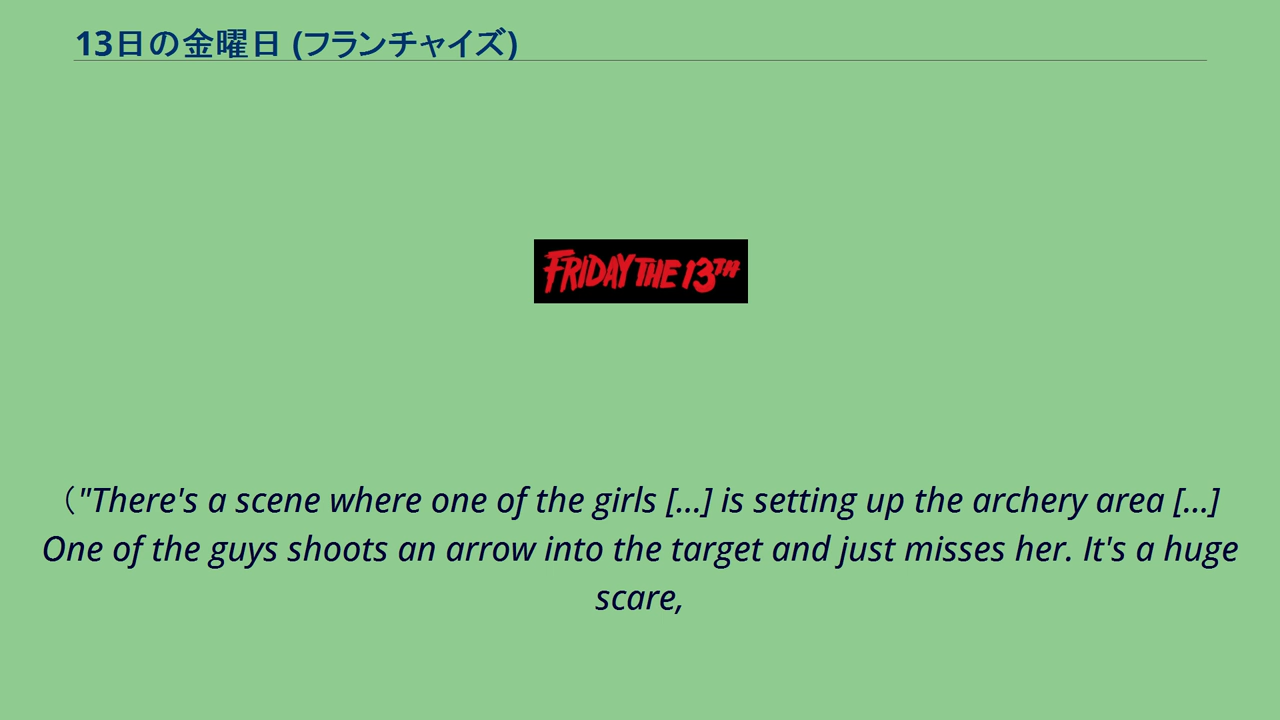 13日の金曜日 (フランチャイズ)
FRIDAY THE 13TH
（"There's a scene where one of the girls [...] is setting up the archery area [...]
One of the guys shoots an arrow into the target and just misses her. It's a huge
scare,